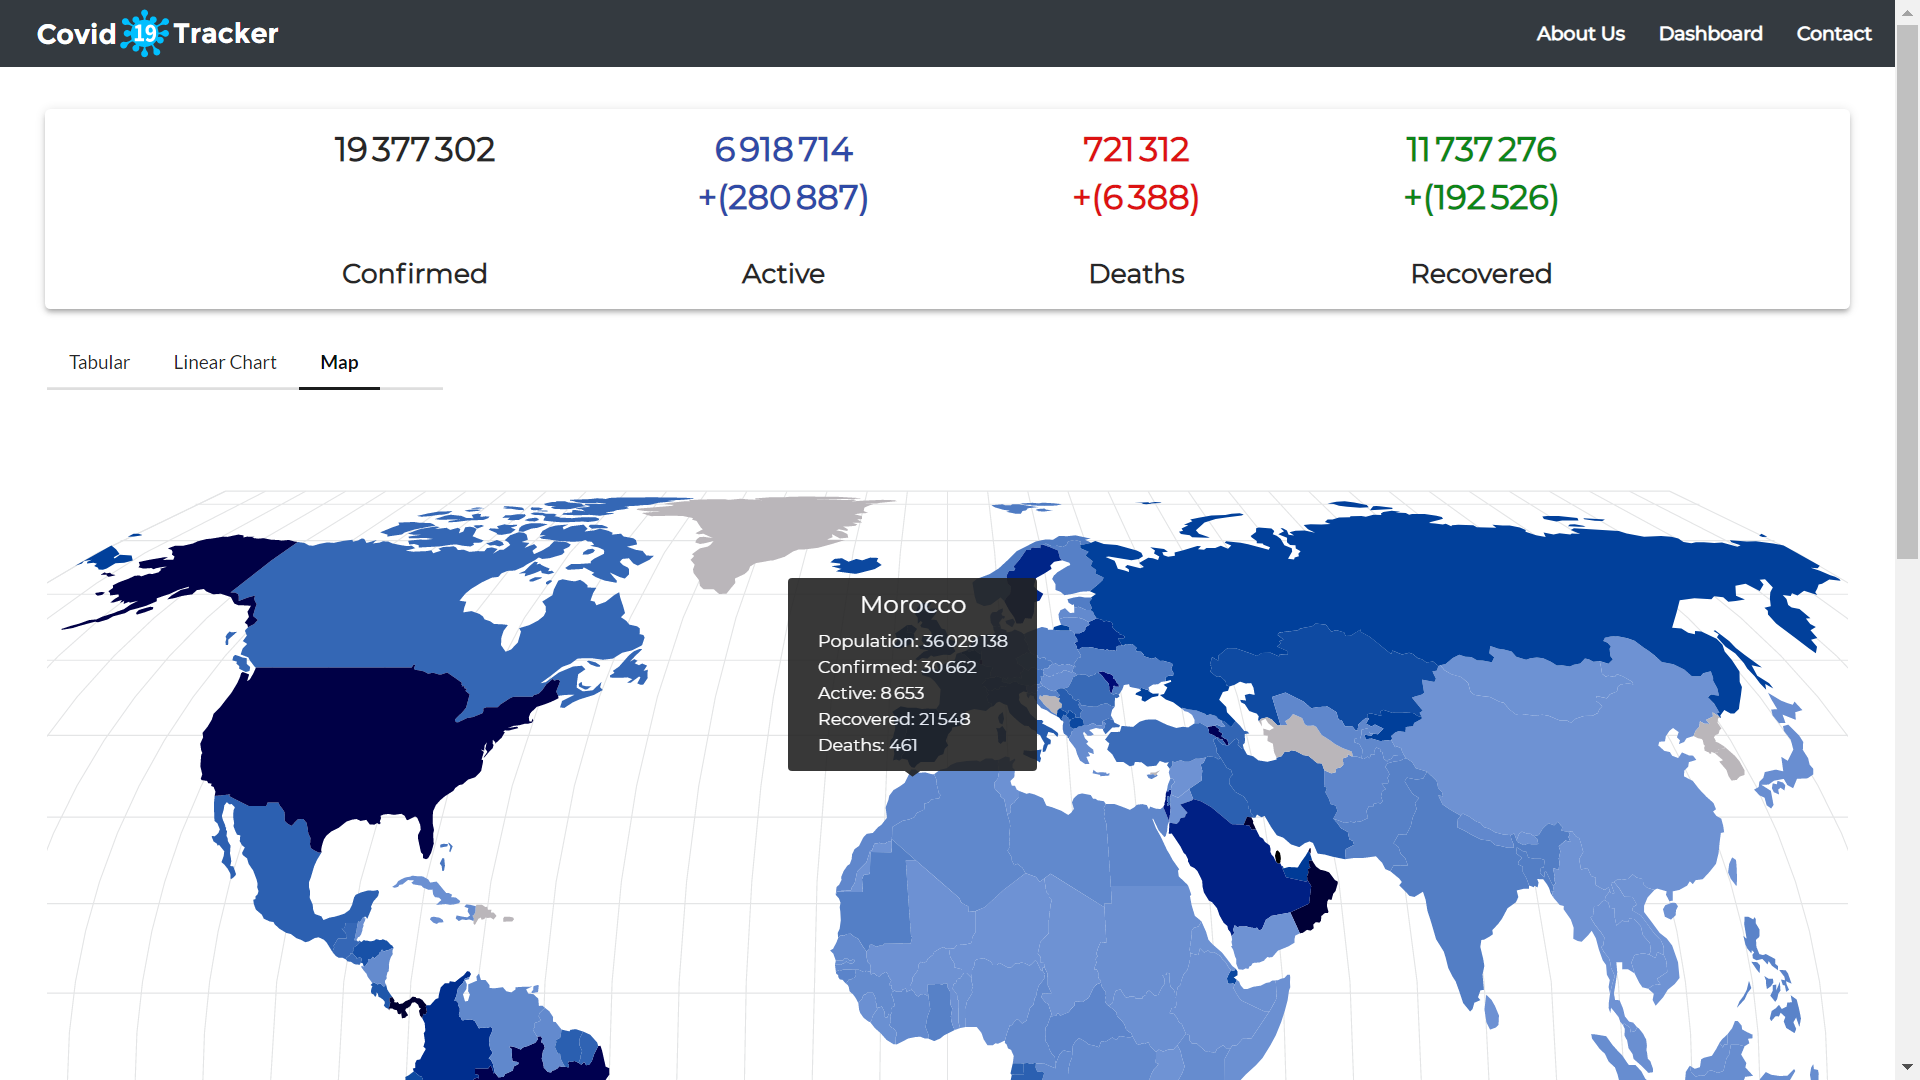 Covid 19 Tracker
About Us Dashboard Contact
19 377 302 6 918 714 721 312 11 737 276
+(280 887) +(6 388) +(192 526)
Confirmed Active Deaths Recovered
Tabular Linear Chart Map
Morocco
Population: 36 029 138
Confirmed: 30 662
Active: 8 653
Recovered: 21 548
Deaths: 461